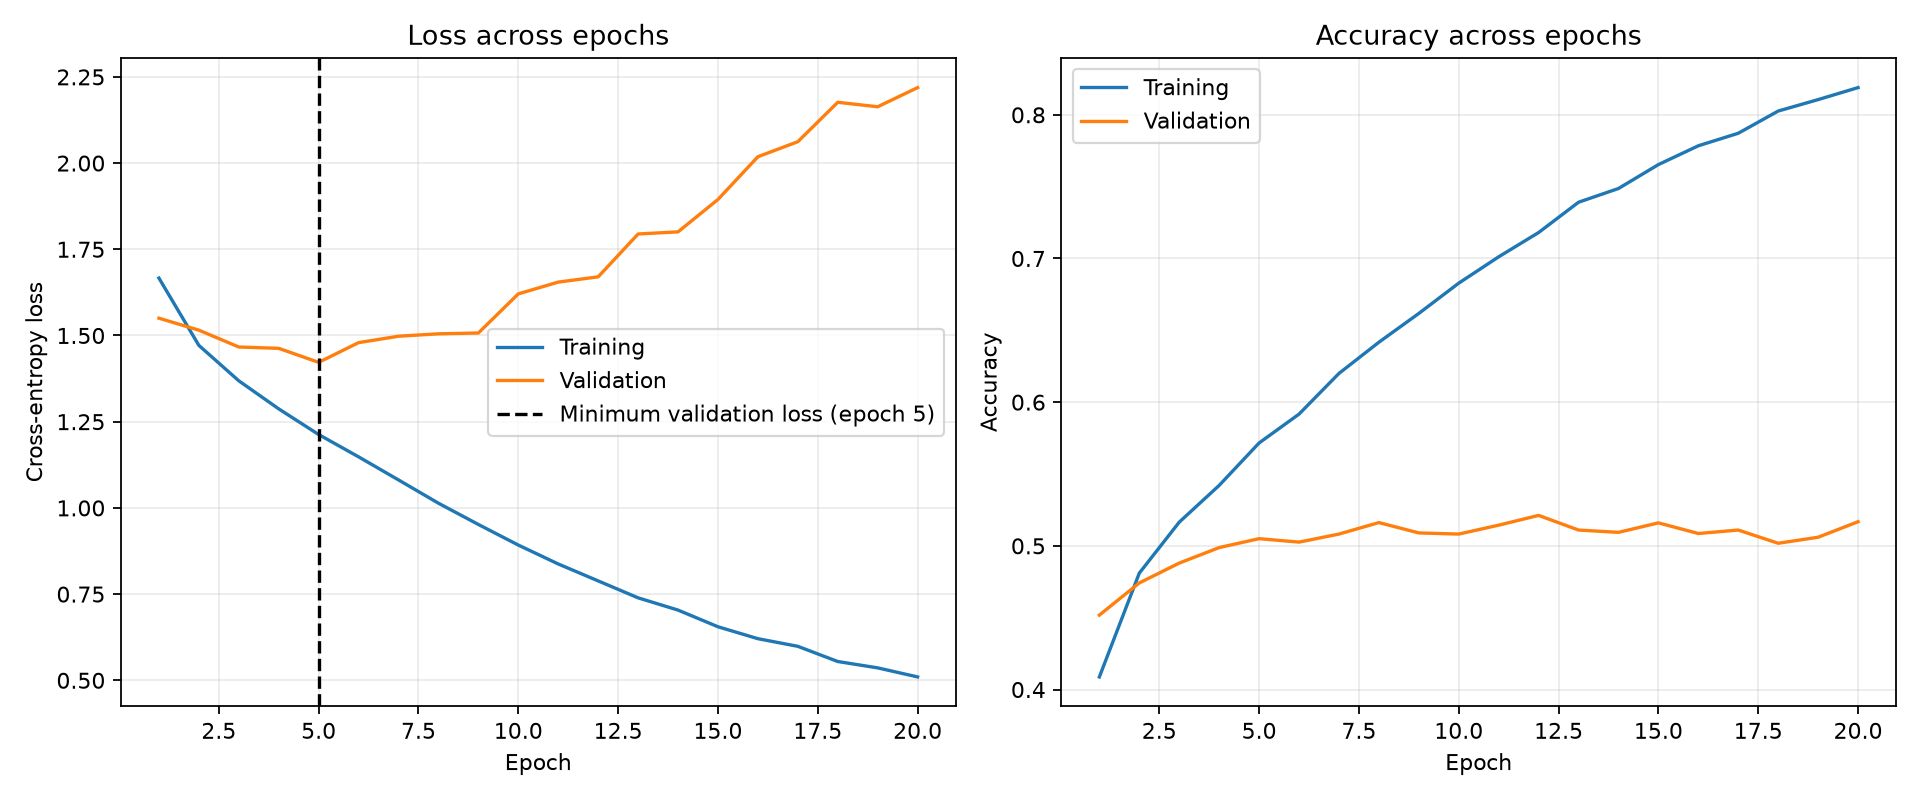 Loss across epochs
2.25
2.00
1.75
1.50
1.25
1.00
0.75
0.50
Cross-entropy loss
Training
Validation
Minimum validation loss (epoch 5)
2.5 5.0 7.5 10.0 12.5 15.0 17.5 20.0
Epoch
Accuracy across epochs
Training
Validation
0.8
0.7
0.6
0.5
0.4
Accuracy
2.5 5.0 7.5 10.0 12.5 15.0 17.5 20.0
Epoch